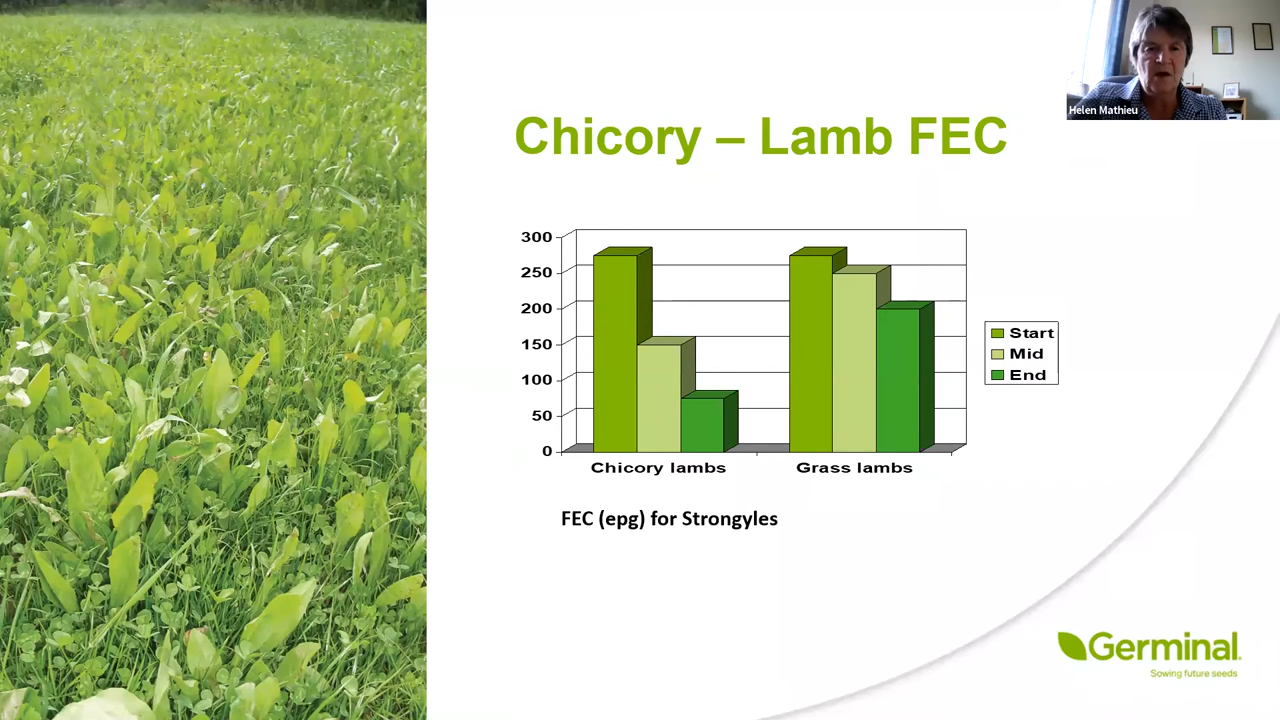 Helen Mathieu
Chicory – Lamb FEC
300
250
200
150
100
50
0
Chicory lambs
Grass lambs
Start
Mid
End
FEC (epg) for Strongyles
Germinal
Sowing future seeds